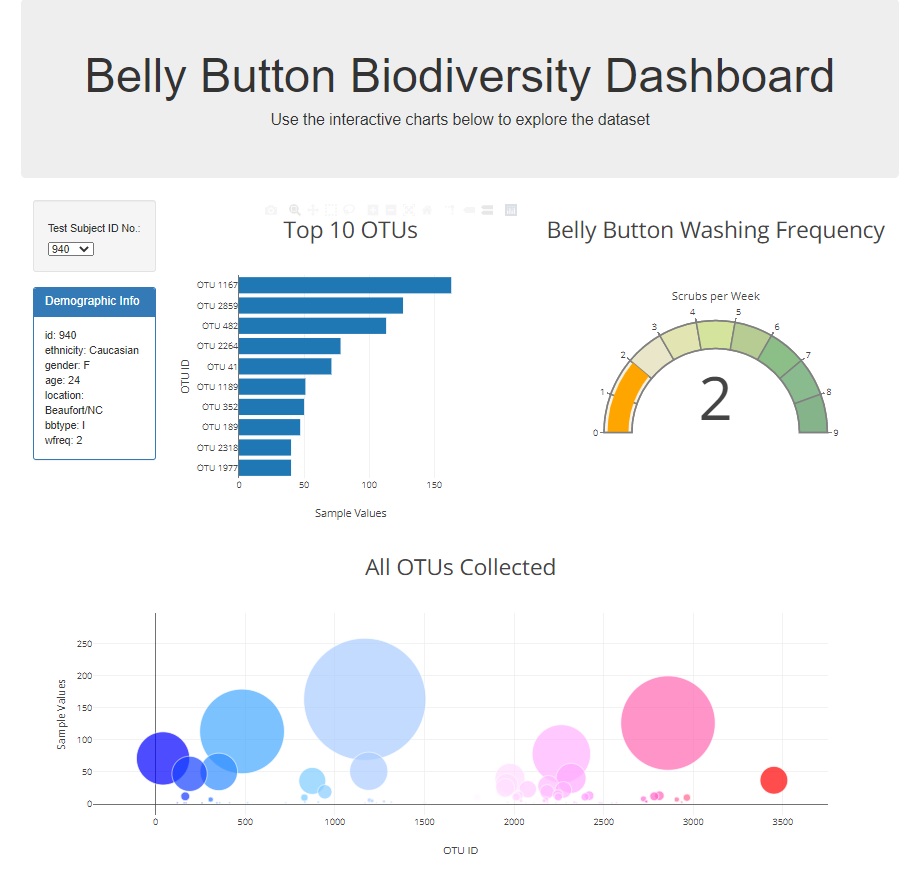 Belly Button Biodiversity Dashboard
Use the interactive charts below to explore the dataset
Test Subject ID No.:
940
Demographic Info
id: 940
ethnicity: Caucasian
gender: F
age: 24
location:
Beaufort/NC
bbtype: I
wfreq: 2
Top 10 OTUs
OTU ID
OTU 1167
OTU 2859
OTU 482
OTU 2264
OTU 41
OTU 1189
OTU 352
OTU 189
OTU 2318
OTU 1977
0 50 100 150
Sample Values
Belly Button Washing Frequency
Scrubs per Week
0 1 2 3 4 5 6 7 8 9
2
All OTUs Collected
Sample Values
250
200
150
100
50
0
0 500 1000 1500 2000 2500 3000 3500
OTU ID